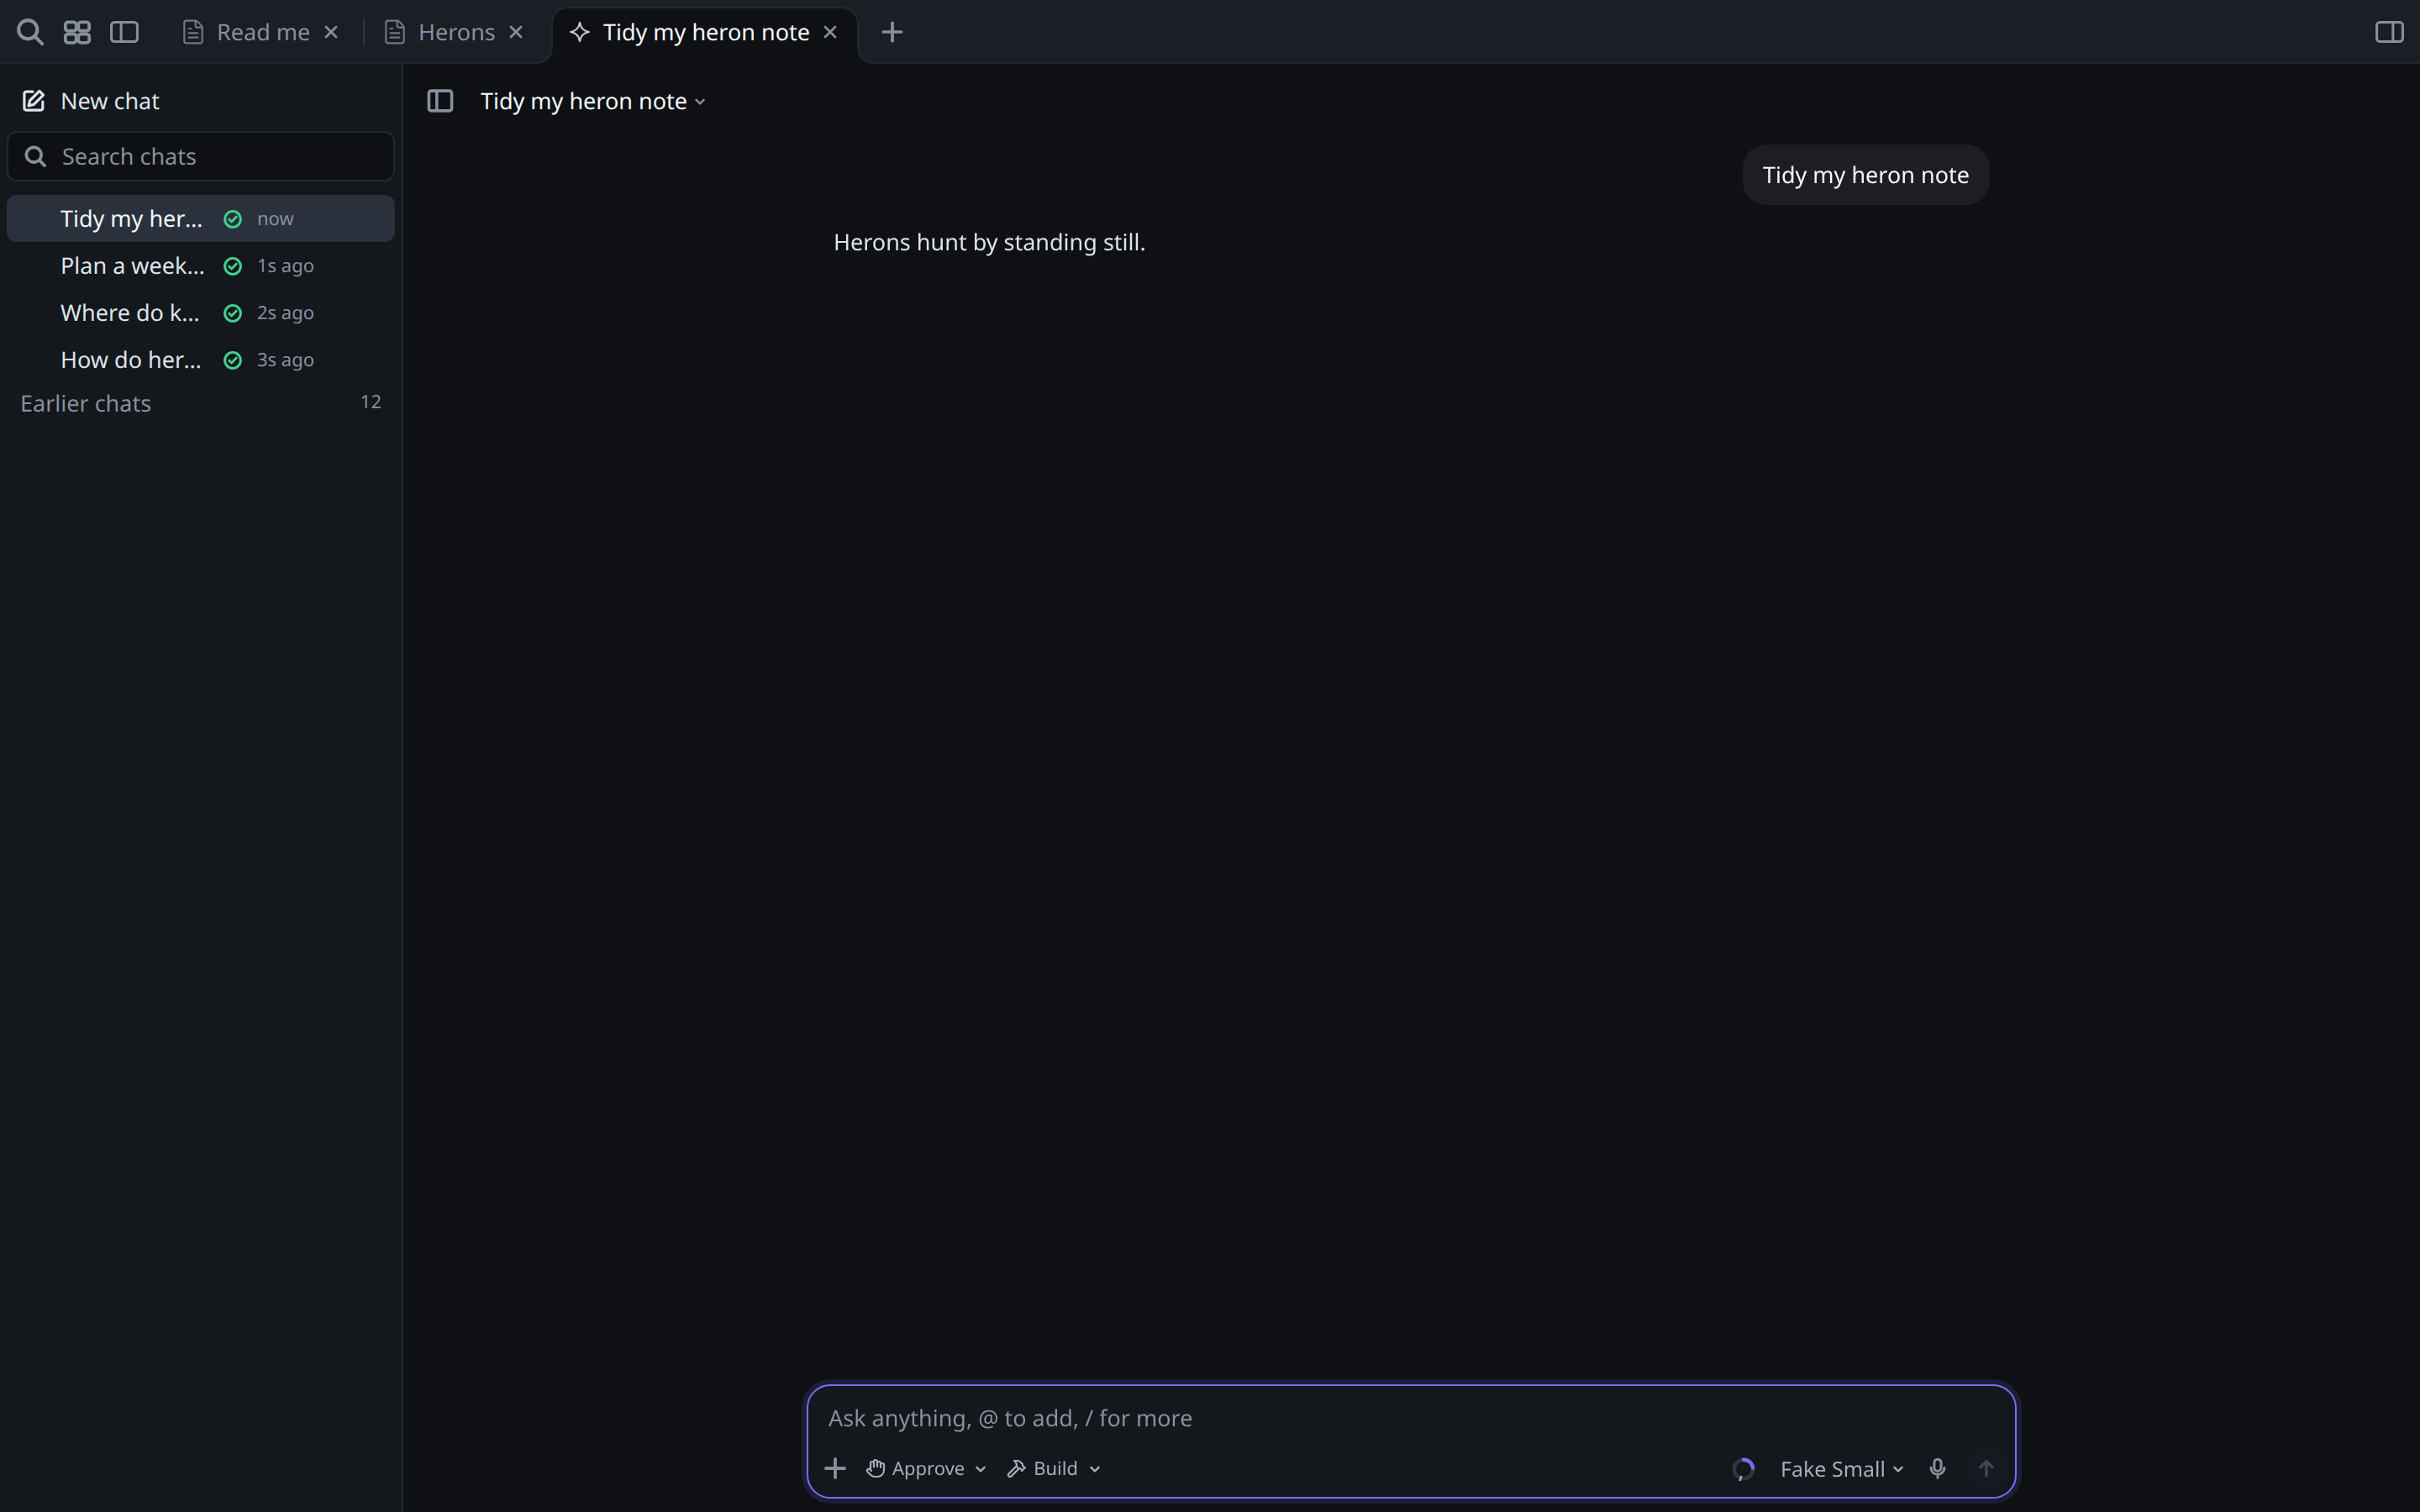 Read me
Herons
Tidy my heron note
New chat
Tidy my heron note
Search chats
Tidy my heron note
Tidy my her... now
Herons hunt by standing still.
Plan a week... 1s ago
Where do k... 2s ago
How do her... 3s ago
Earlier chats 12
Ask anything, @ to add, / for more
Approve Build Fake Small